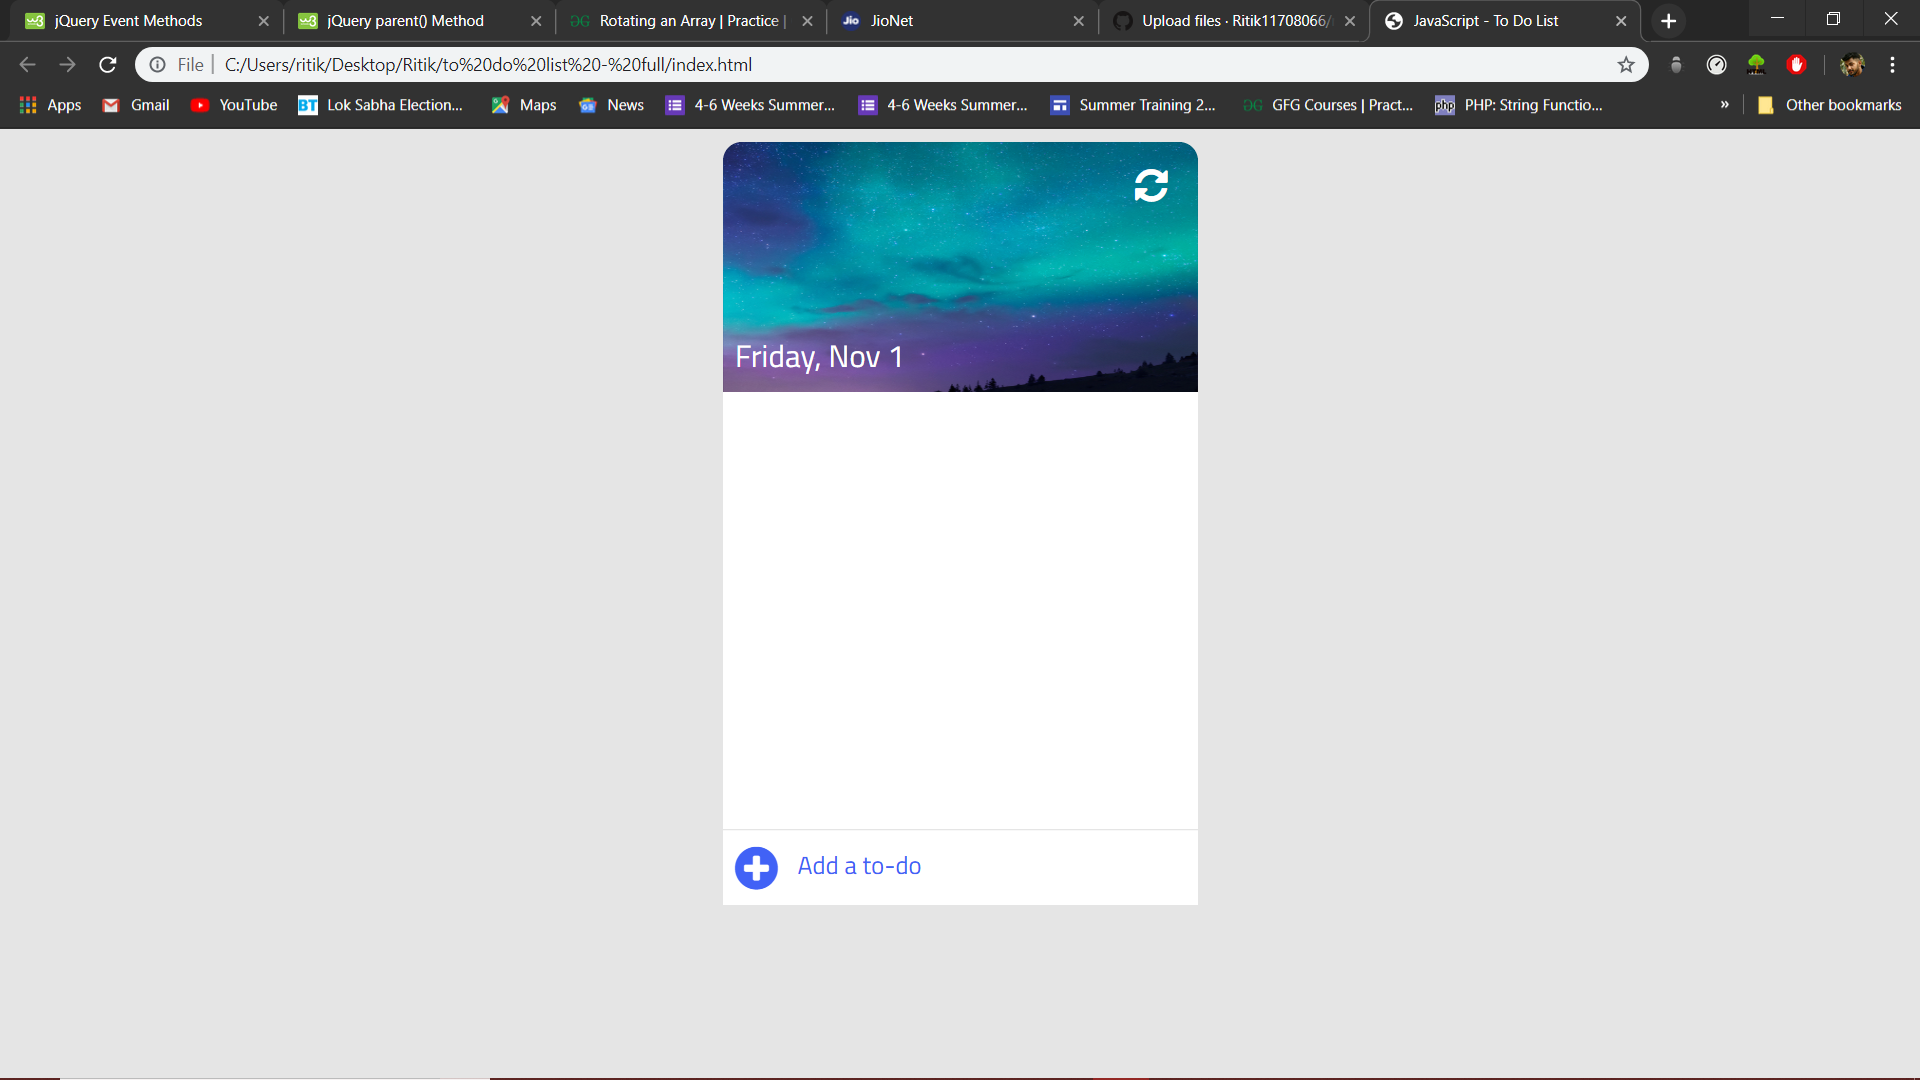 jQuery Event Methods
jQuery parent() Method
Rotating an Array | Practice |
Jio JioNet
Upload files · Ritik11708066/
JavaScript - To Do List
File | C:/Users/ritik/Desktop/Ritik/to%20do%20list%20-%20full/index.html
Apps
Gmail
YouTube
BT Lok Sabha Election...
Maps
News
4-6 Weeks Summer...
4-6 Weeks Summer...
Summer Training 2...
GFG Courses | Pract...
php PHP: String Functio...
»
Other bookmarks
Friday, Nov 1
Add a to-do